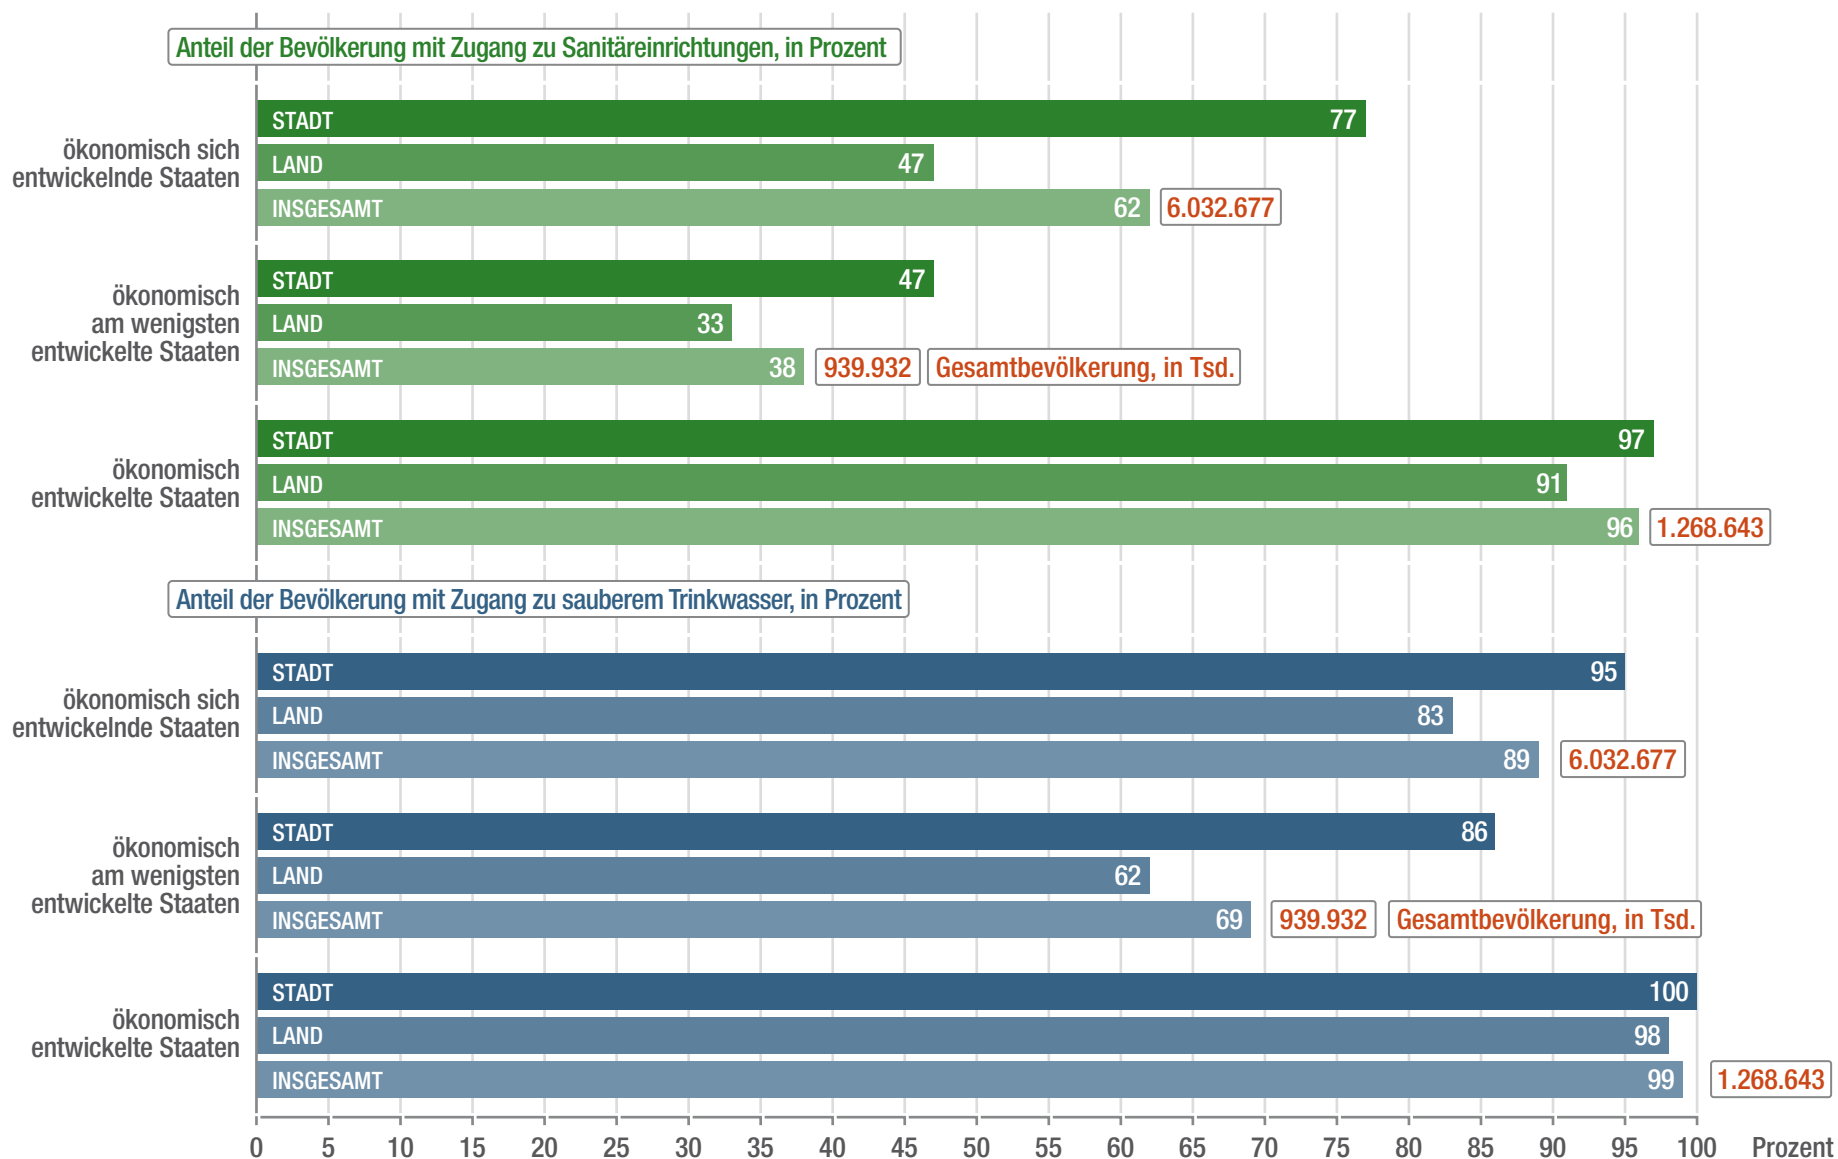 Anteil der Bevölkerung mit Zugang zu Sanitäreinrichtungen, in Prozent
ökonomisch sich
entwickelnde Staaten
STADT 77
LAND 47
INSGESAMT 62 6.032.677
ökonomisch
am wenigsten
entwickelte Staaten
STADT 47
LAND 33
INSGESAMT 38 939.932 Gesamtbevölkerung, in Tsd.
ökonomisch
entwickelte Staaten
STADT 97
LAND 91
INSGESAMT 96 1.268.643
Anteil der Bevölkerung mit Zugang zu sauberem Trinkwasser, in Prozent
ökonomisch sich
entwickelnde Staaten
STADT 95
LAND 83
INSGESAMT 89 6.032.677
ökonomisch
am wenigsten
entwickelte Staaten
STADT 86
LAND 62
INSGESAMT 69 939.932 Gesamtbevölkerung, in Tsd.
ökonomisch
entwickelte Staaten
STADT 100
LAND 98
INSGESAMT 99 1.268.643
0 5 10 15 20 25 30 35 40 45 50 55 60 65 70 75 80 85 90 95 100 Prozent